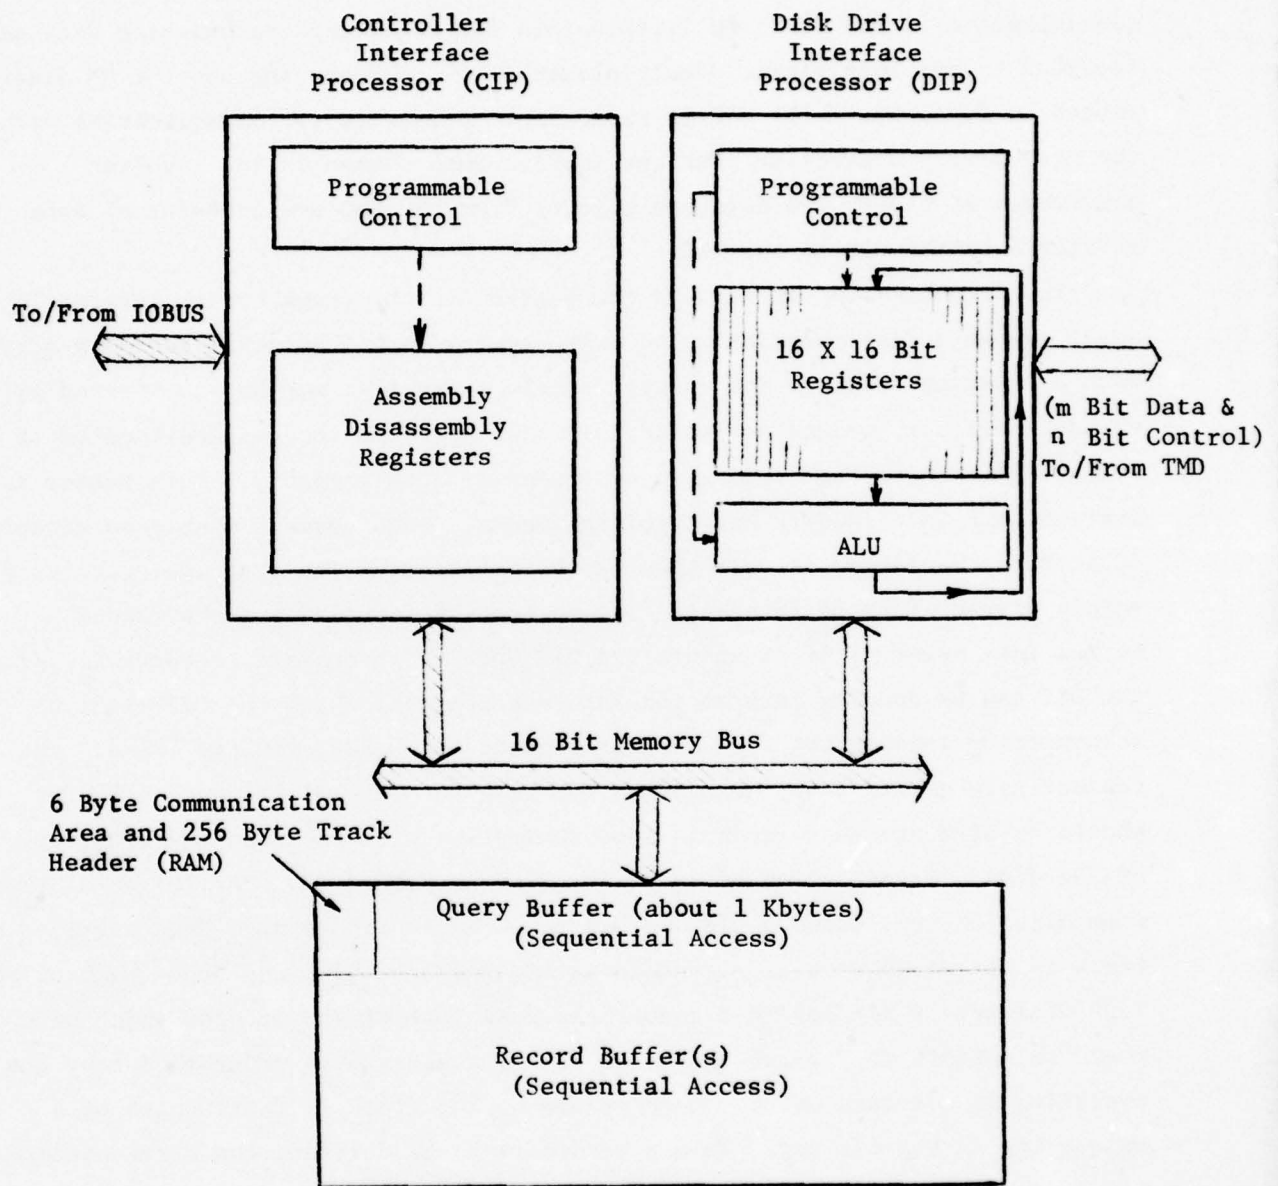 Controller
Interface
Processor (CIP)
Disk Drive
Interface
Processor (DIP)
Programmable
Control
Programmable
Control
To/From IOBUS
Assembly
Disassembly
Registers
16 X 16 Bit
Registers
(m Bit Data &
n Bit Control)
To/From TMD
ALU
16 Bit Memory Bus
6 Byte Communication
Area and 256 Byte Track
Header (RAM)
Query Buffer (about 1 Kbytes)
(Sequential Access)
Record Buffer(s)
(Sequential Access)